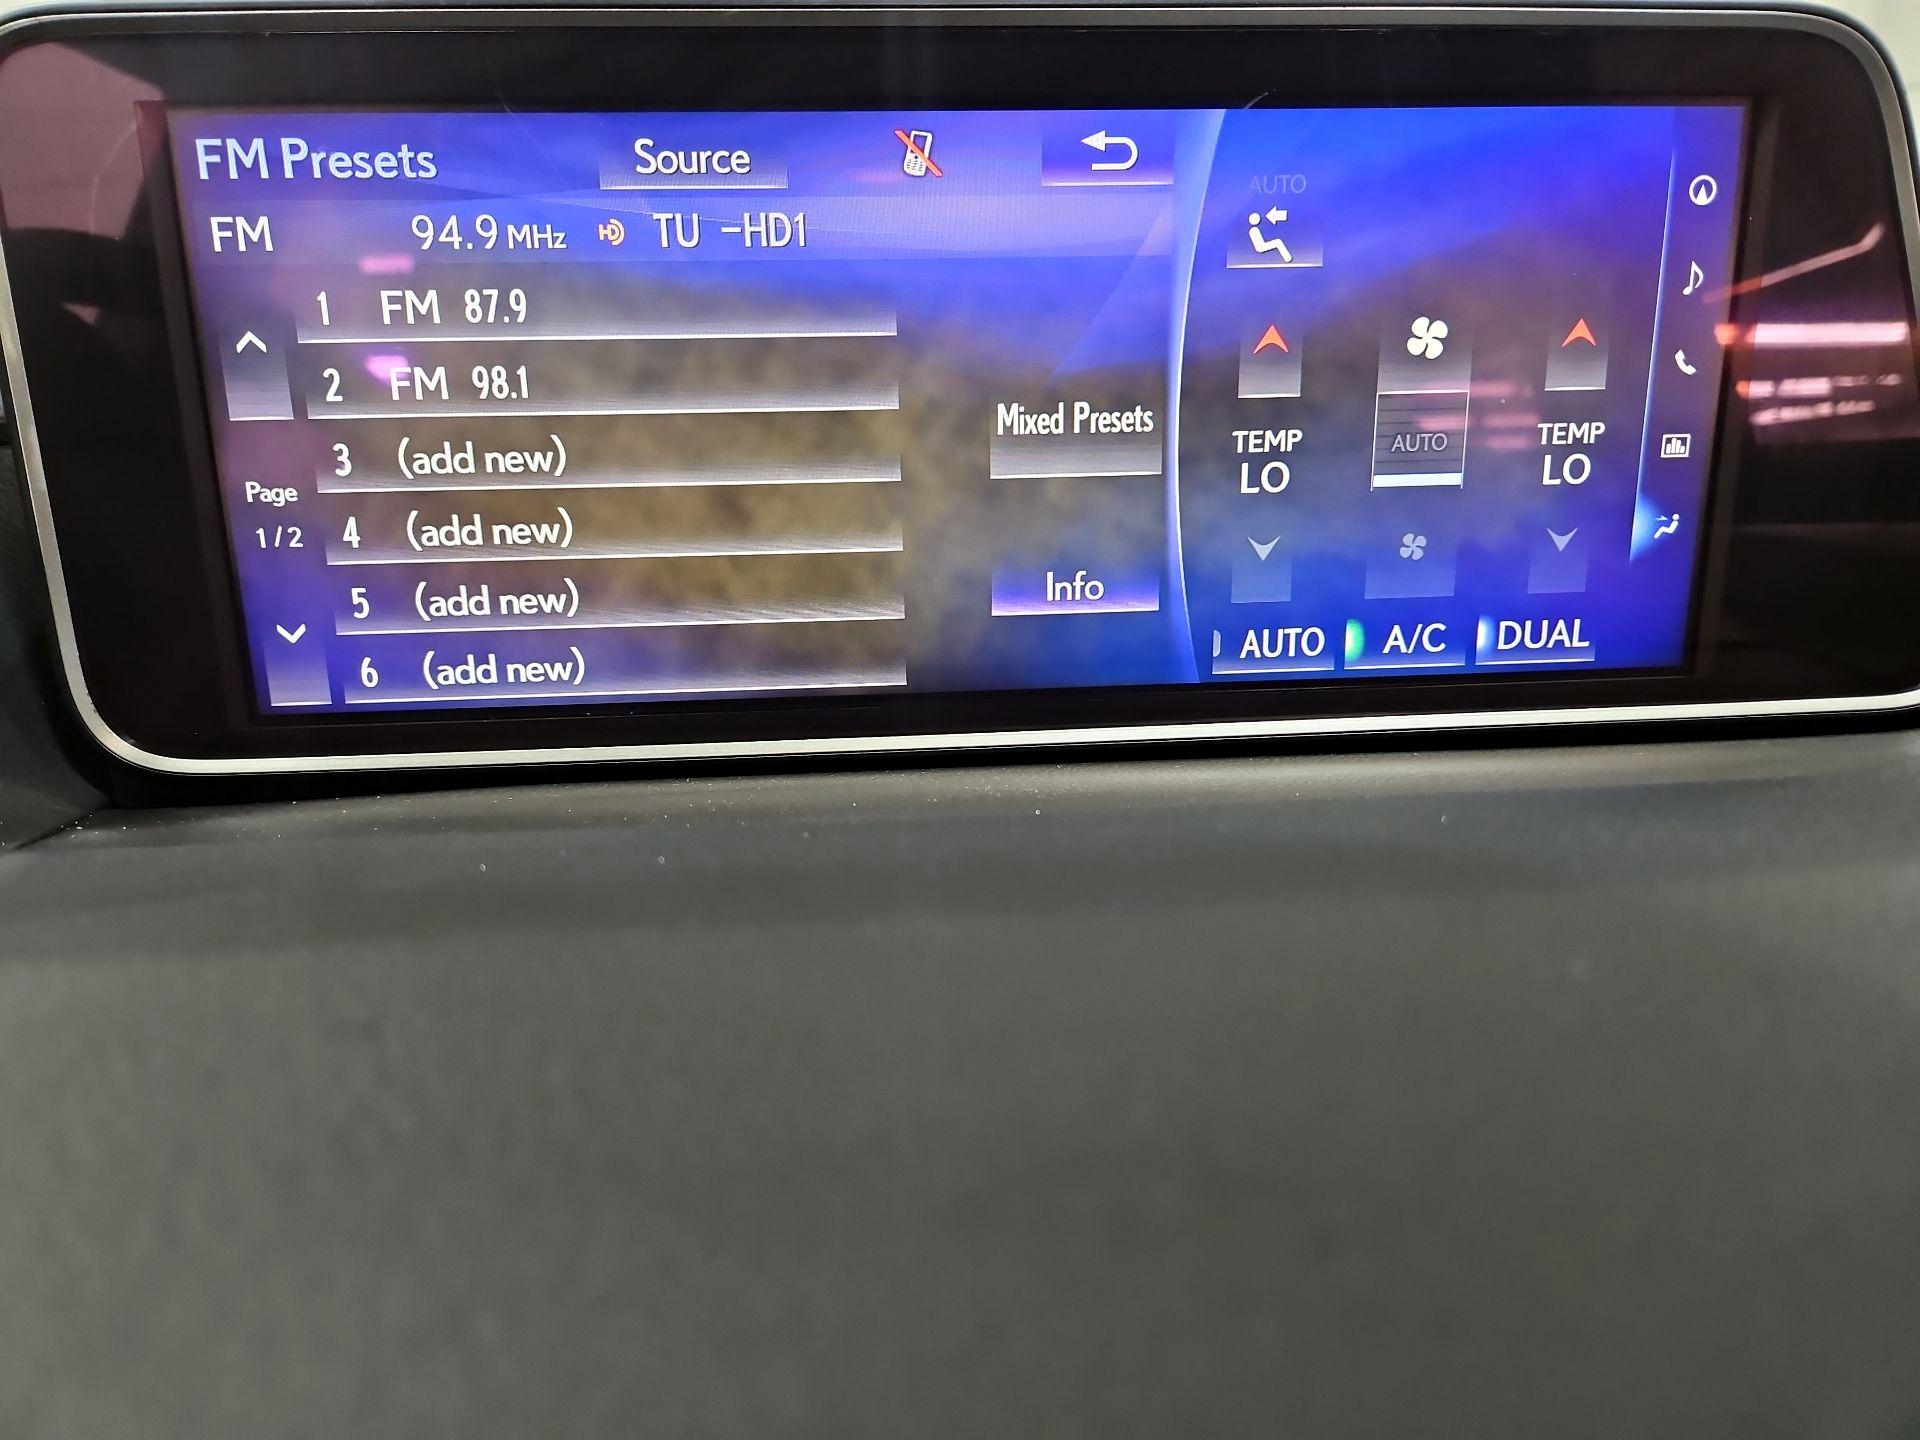 FM Presets Source
FM 94.9 MHz HD TU -HD1
1 FM 87.9
2 FM 98.1
3 (add new)
4 (add new)
5 (add new)
6 (add new)
Page
1/2
Mixed Presets
Info
AUTO
TEMP
LO
AUTO
TEMP
LO
AUTO A/C DUAL